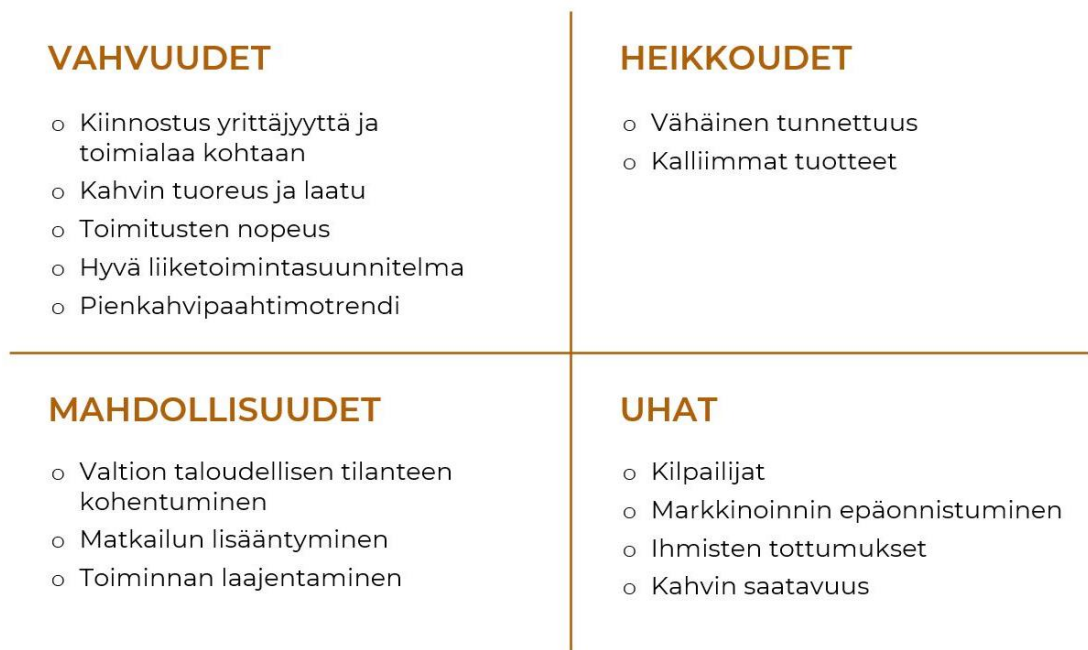 VAHVUUDET
o Kiinnostus yrittäjyyttä ja
toimialaa kohtaan
o Kahvin tuoreus ja laatu
o Toimitusten nopeus
o Hyvä liiketoimintasuunnitelma
o Pienkahvipaahtimotrendi
HEIKKOUDET
o Vähäinen tunnettuus
o Kalliimmat tuotteet
MAHDOLLISUUDET
o Valtion taloudellisen tilanteen
kohentuminen
o Matkailun lisääntyminen
o Toiminnan laajentaminen
UHAT
o Kilpailijat
o Markkinoinnin epäonnistuminen
o Ihmisten tottumukset
o Kahvin saatavuus